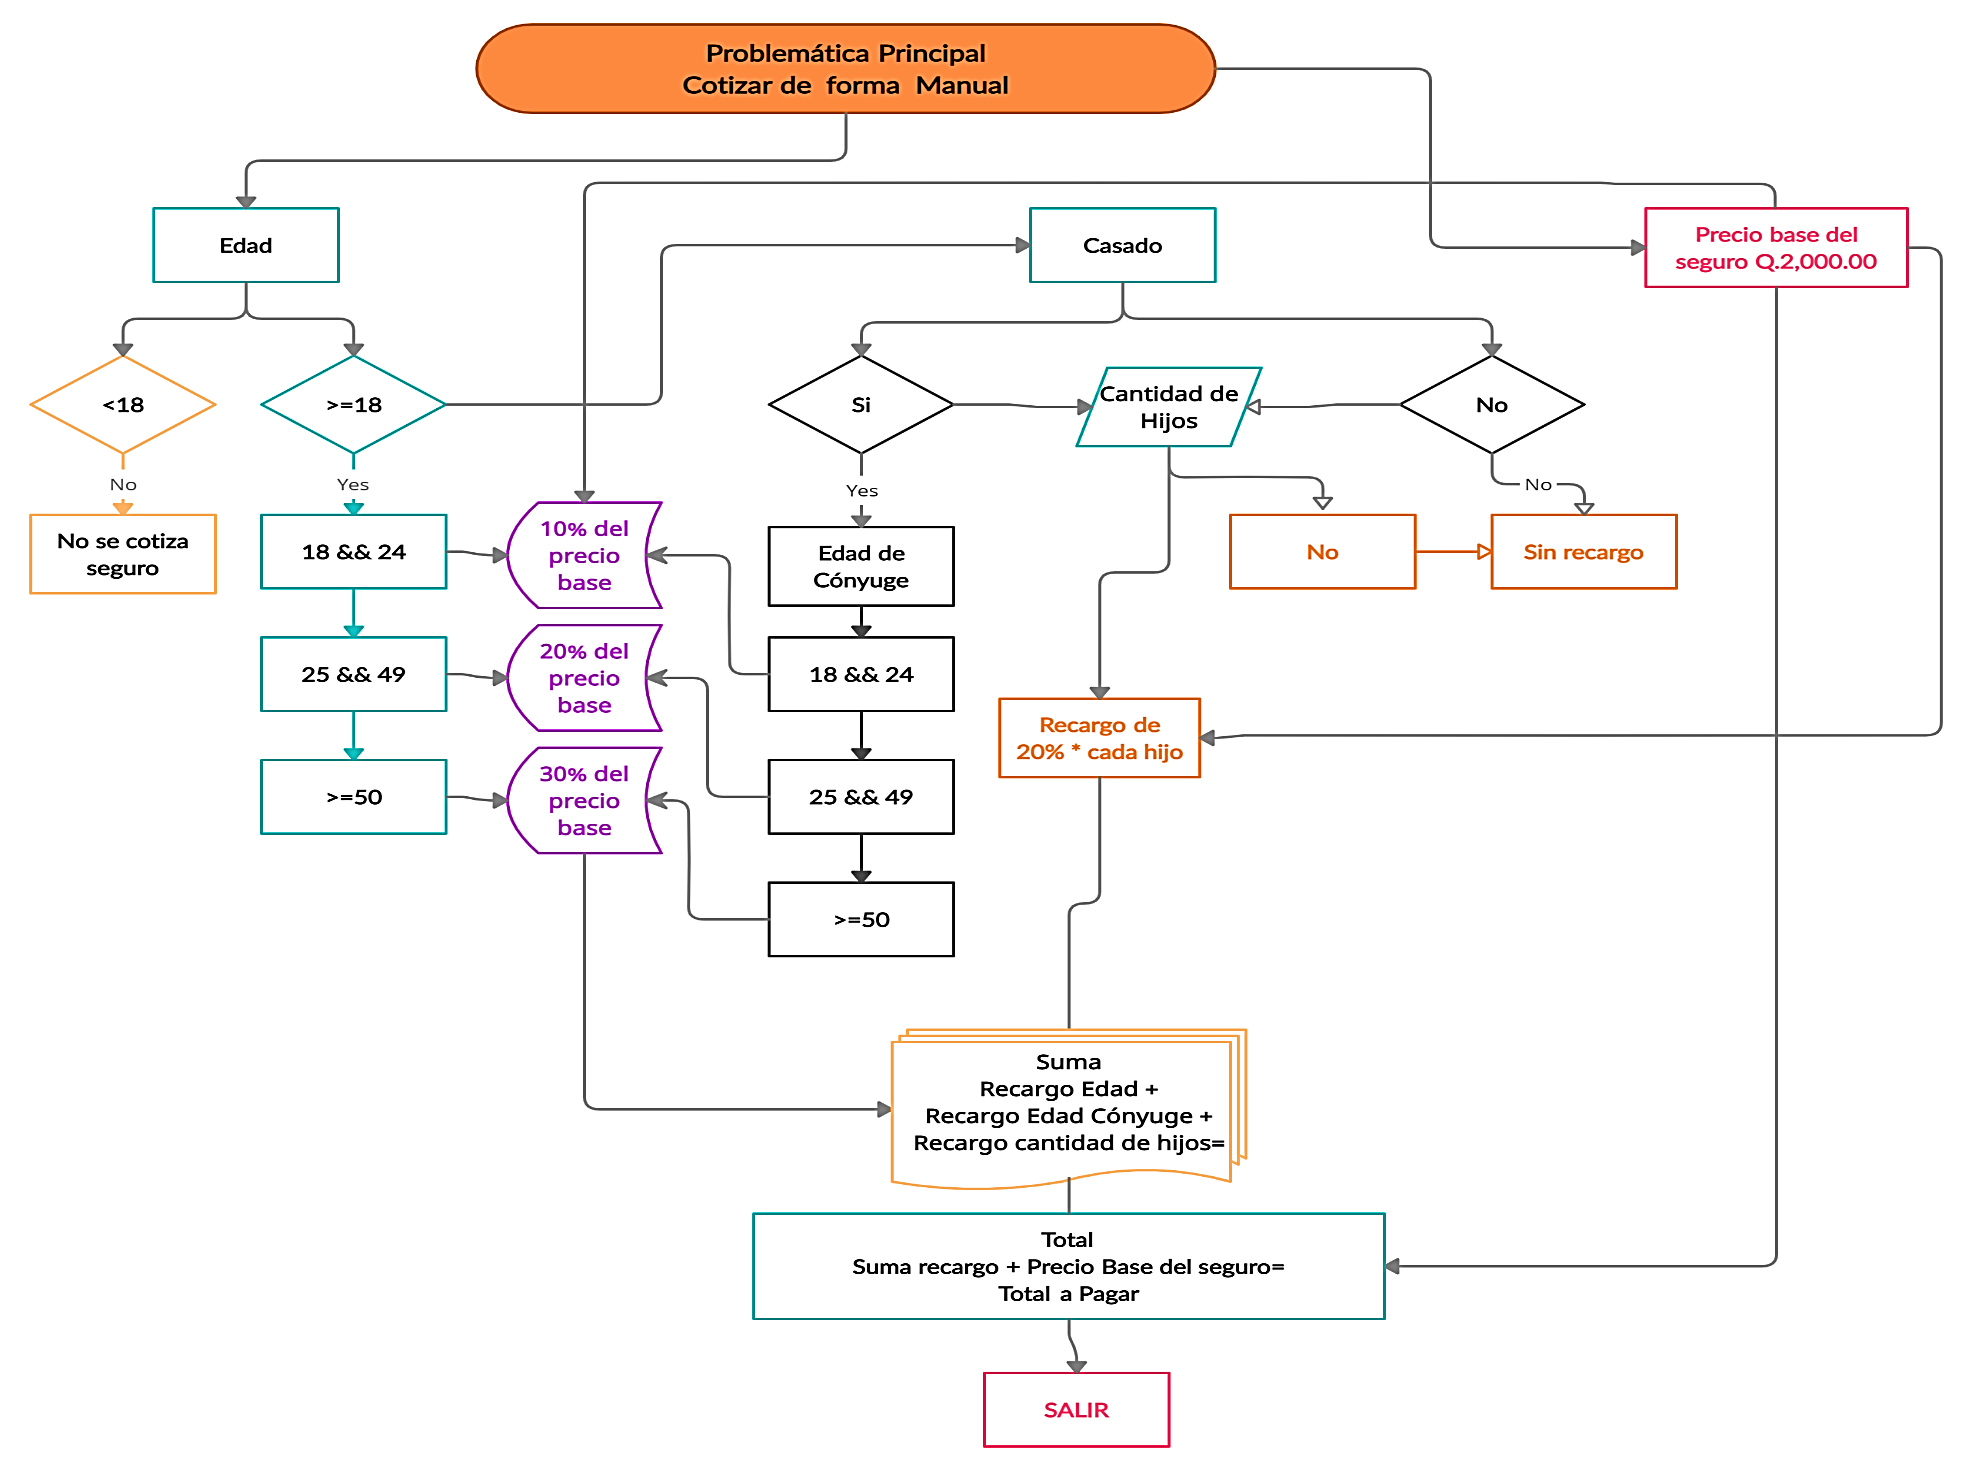 Problemática Principal
Cotizar de forma Manual
Edad
Casado
Precio base del
seguro Q.2,000.00
<18
>=18
Si
Cantidad de
Hijos
No
No
Yes
Yes
No
No se cotiza
seguro
18 && 24
10% del
precio
base
Edad de
Cónyuge
No
Sin recargo
25 && 49
20% del
precio
base
18 && 24
Recargo de
20% * cada hijo
>=50
30% del
precio
base
25 && 49
>=50
Suma
Recargo Edad +
Recargo Edad Cónyuge +
Recargo cantidad de hijos=
Total
Suma recargo + Precio Base del seguro=
Total a Pagar
SALIR